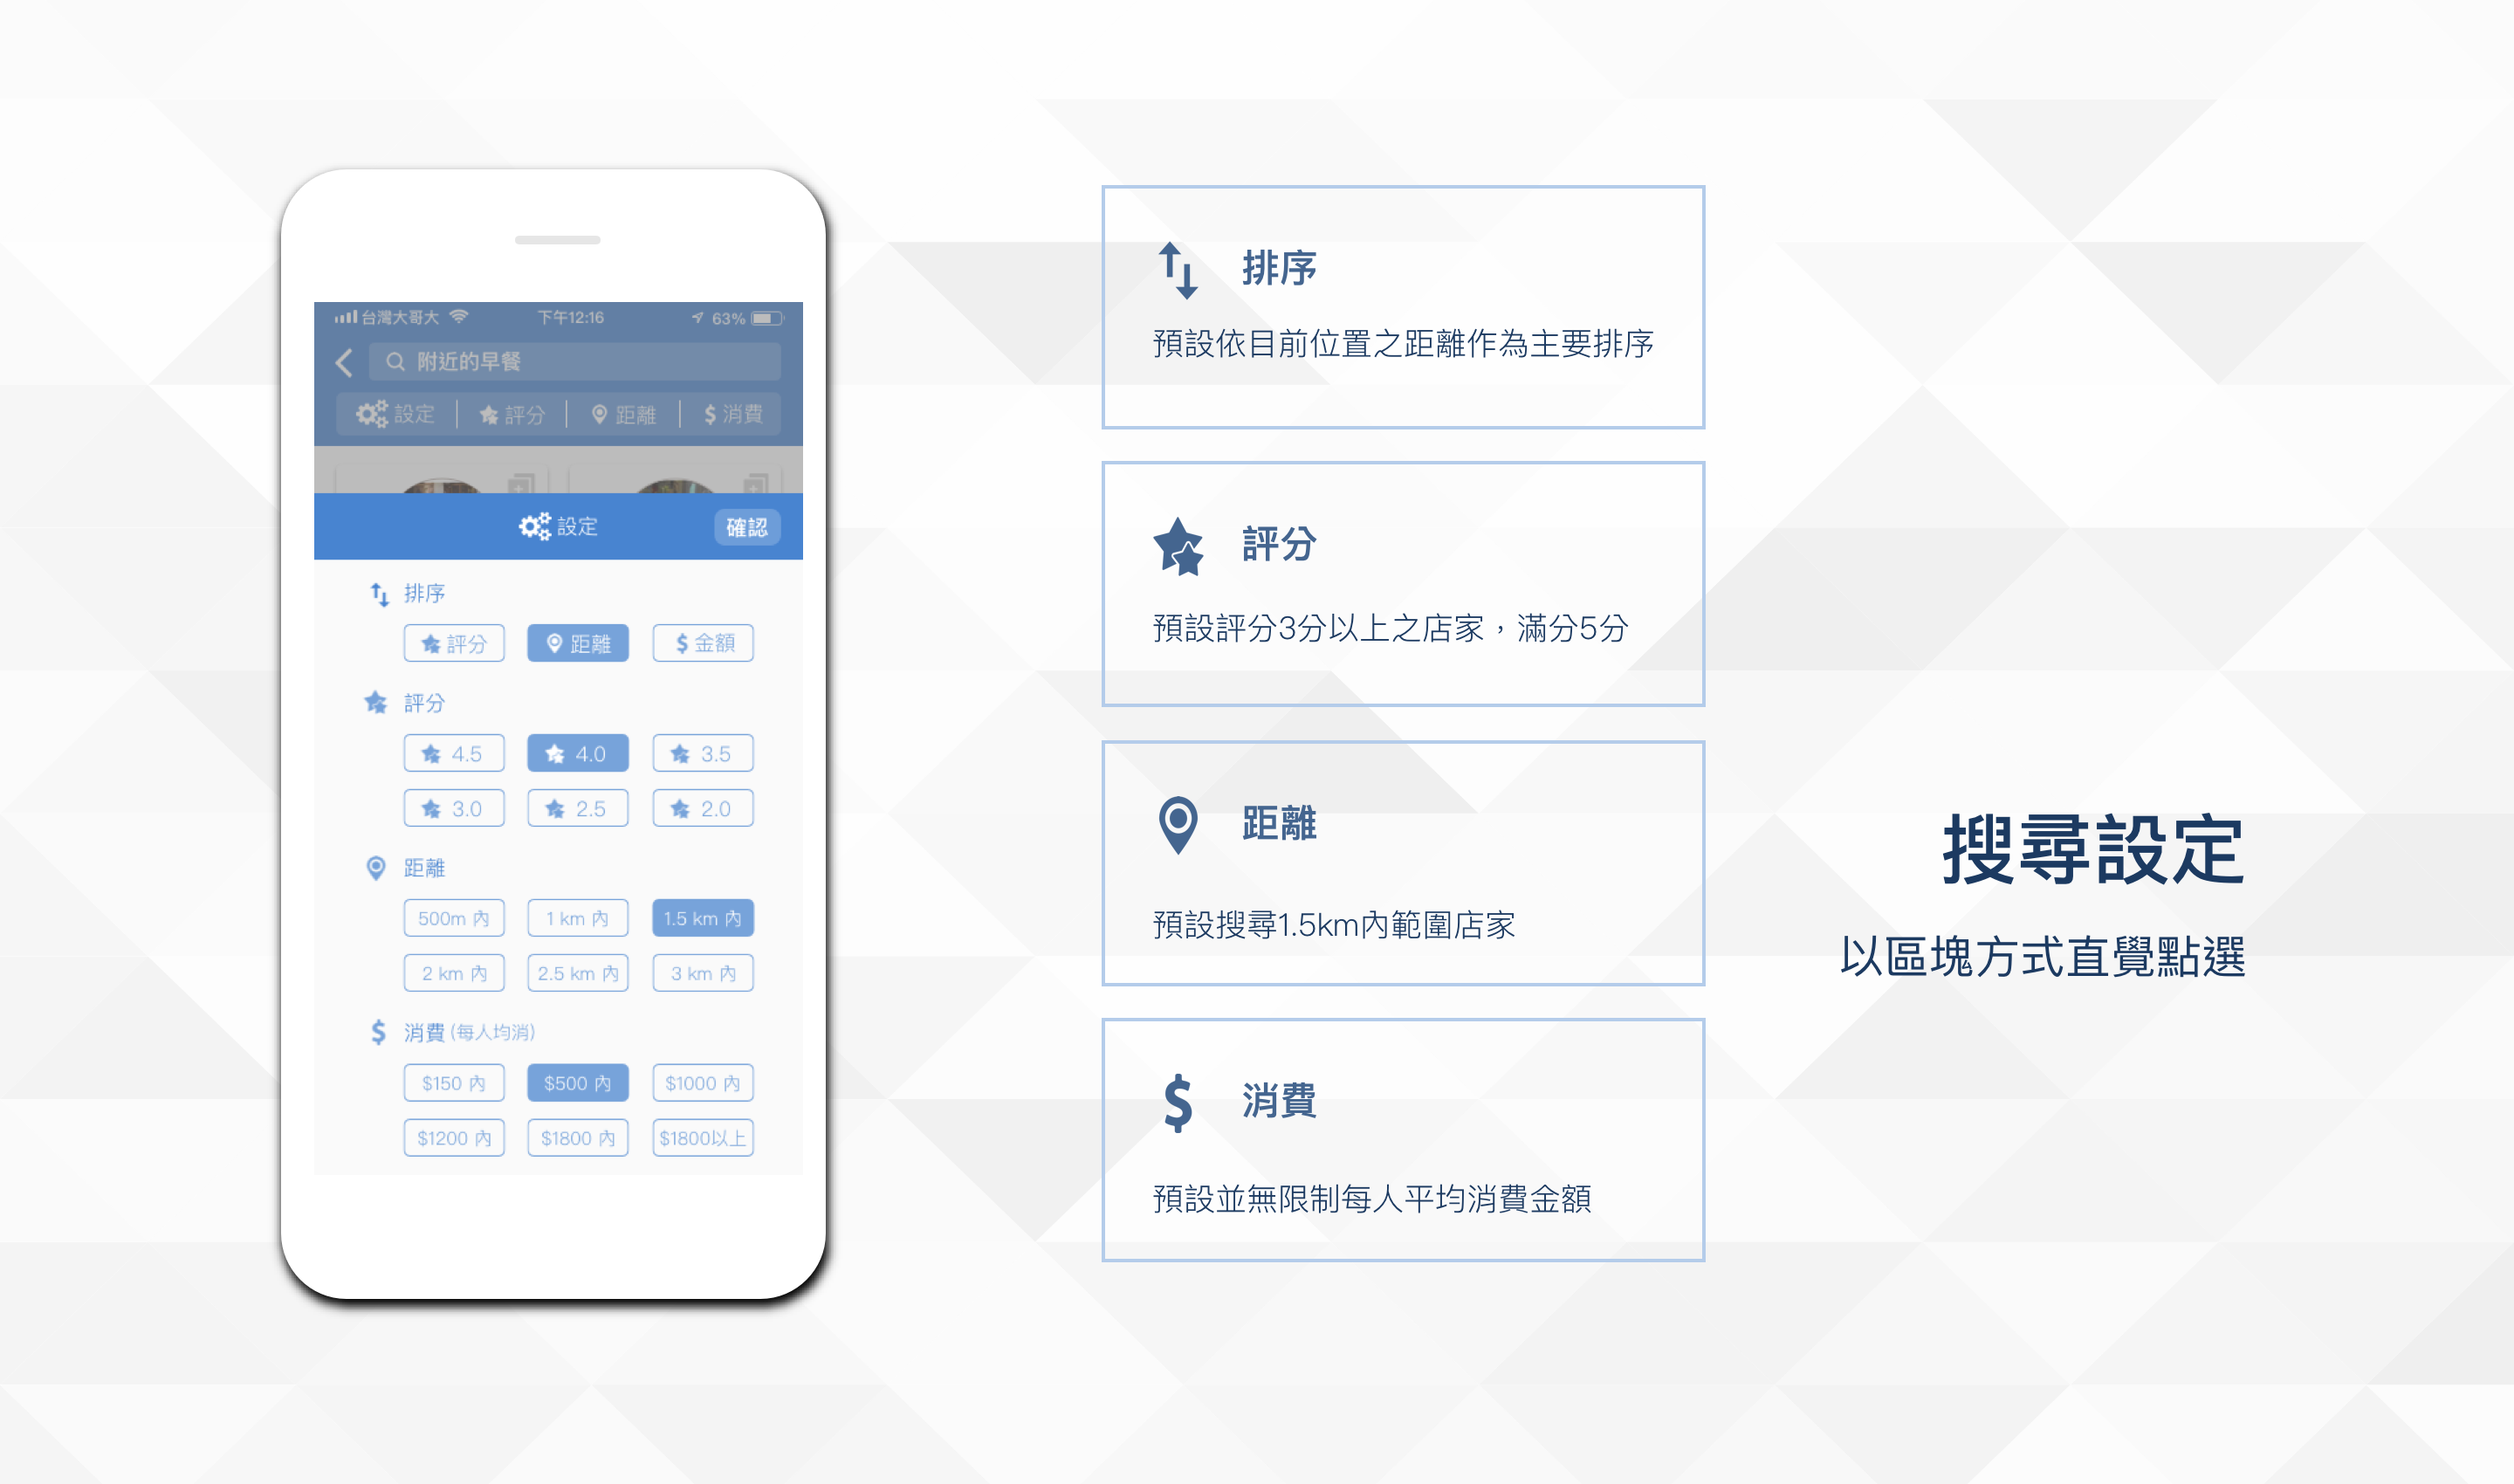 台灣大哥大 下午12:16 63%
附近的早餐
設定 評分 距離 $ 消費
設定 確認
排序
評分 距離 $ 金額
評分
4.5 4.0 3.5
3.0 2.5 2.0
距離
500m 內 1 km 內 1.5 km 內
2 km 內 2.5 km 內 3 km 內
$ 消費 (每人均消)
$150 內 $500 內 $1000 內
$1200 內 $1800 內 $1800以上
排序
預設依目前位置之距離作為主要排序
評分
預設評分3分以上之店家，滿分5分
距離
預設搜尋1.5km內範圍店家
$ 消費
預設並無限制每人平均消費金額
搜尋設定
以區塊方式直覺點選